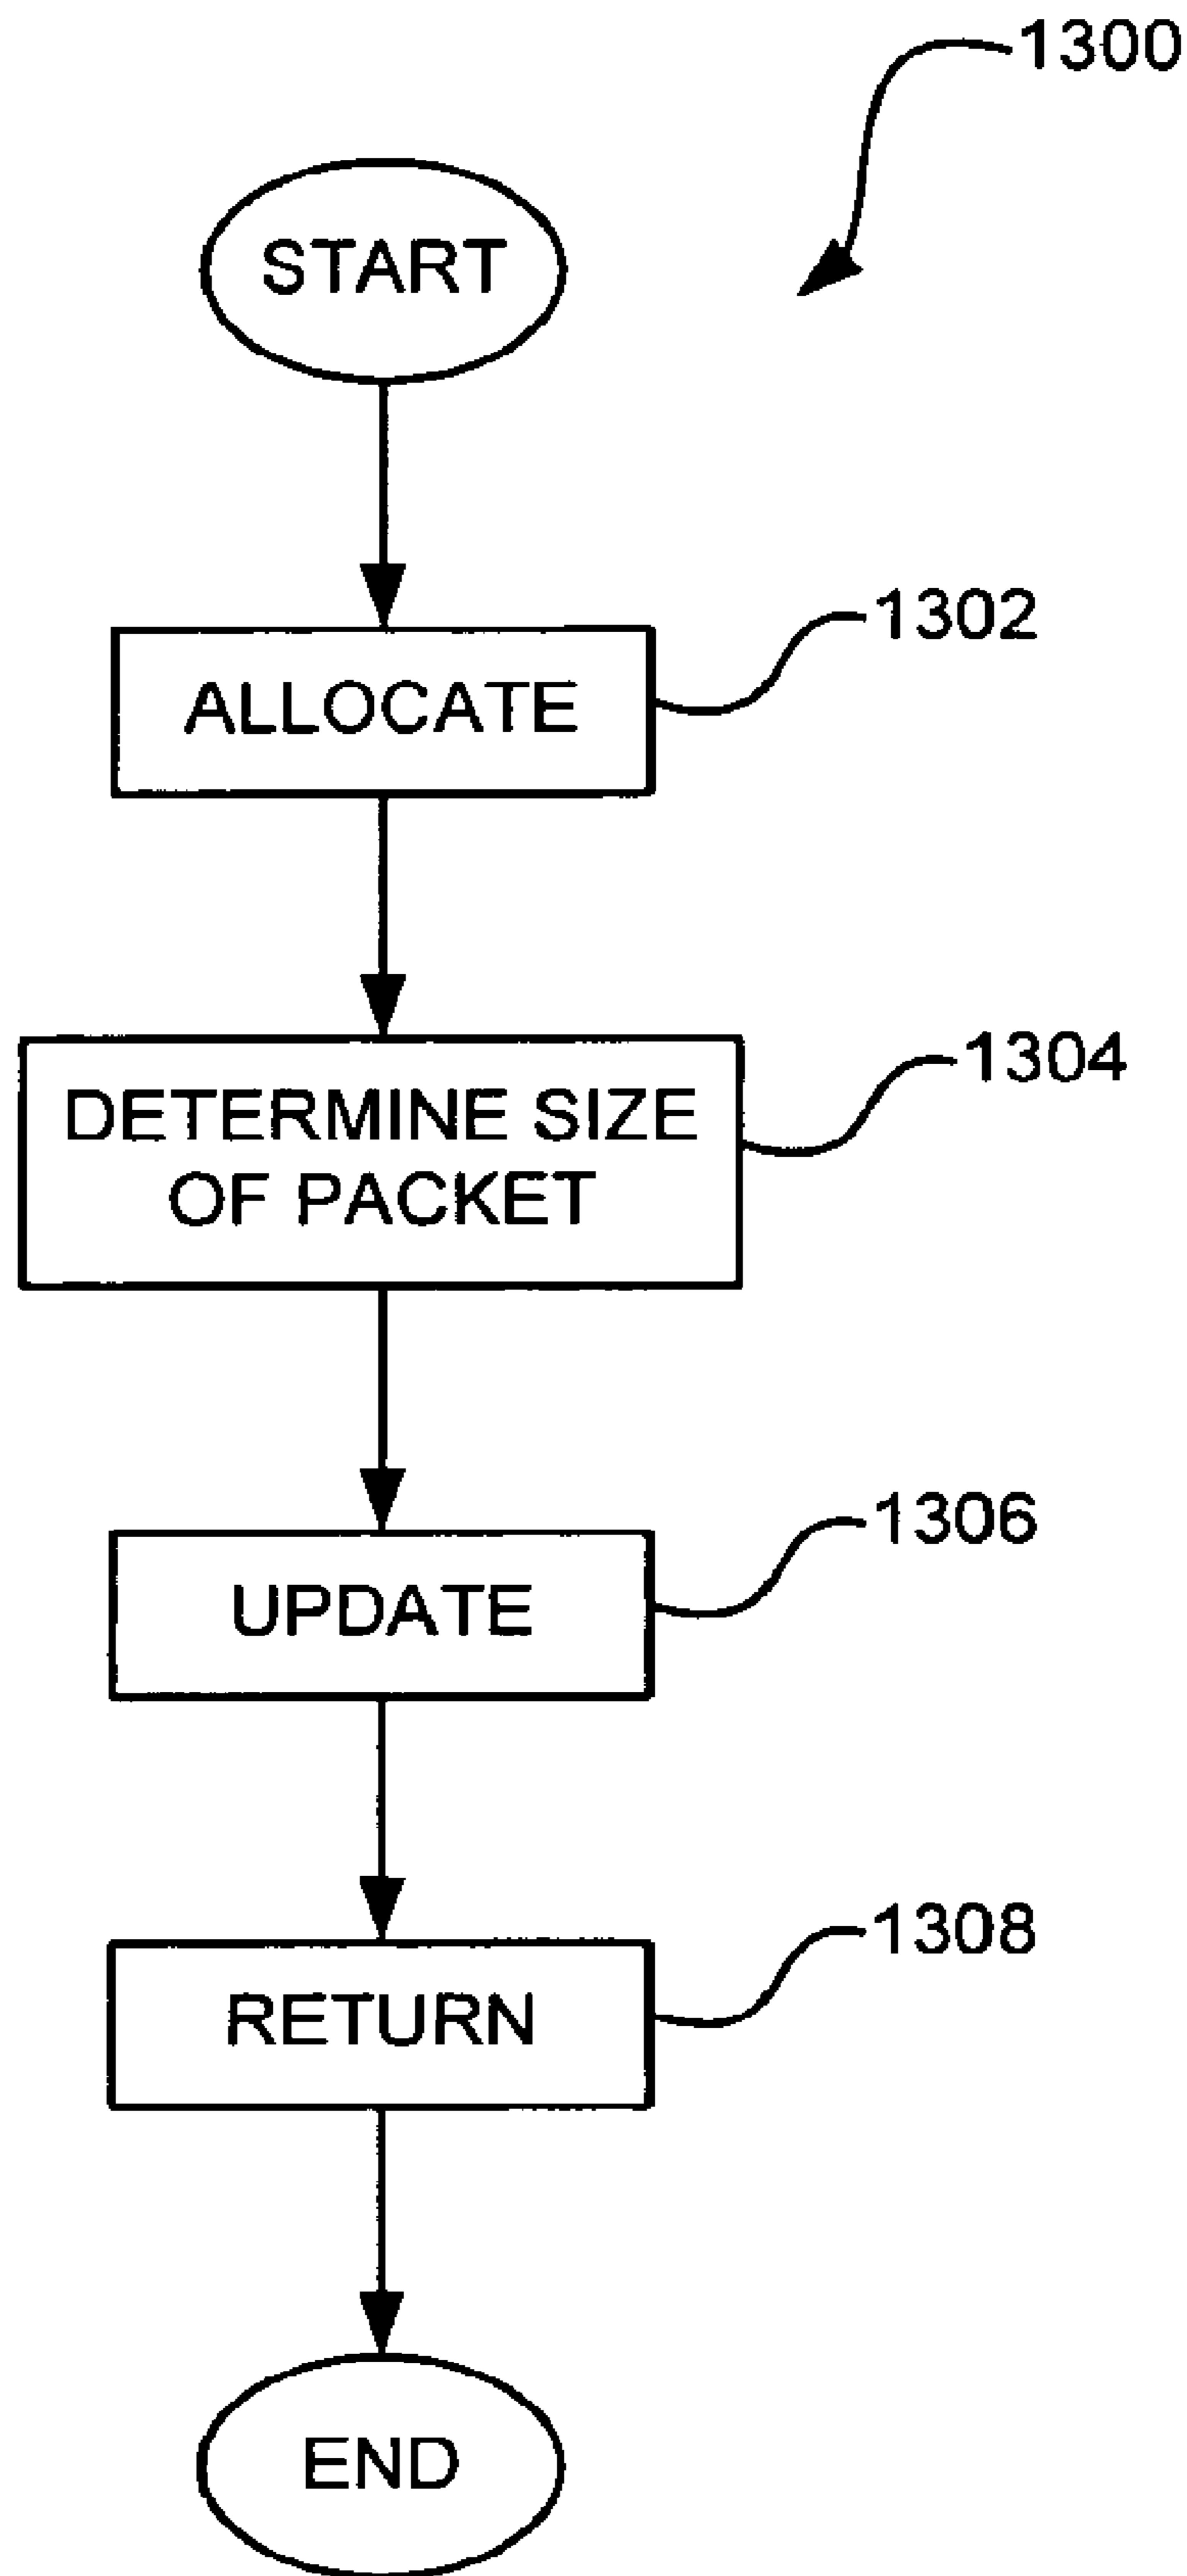 1300
START
1302
ALLOCATE
1304
DETERMINE SIZE
OF PACKET
1306
UPDATE
1308
RETURN
END